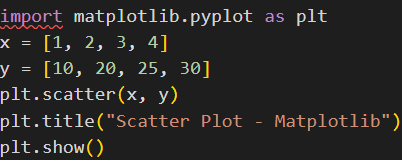 import matplotlib.pyplot as plt
x = [1, 2, 3, 4]
y = [10, 20, 25, 30]
plt.scatter(x, y)
plt.title("Scatter Plot - Matplotlib")
plt.show()